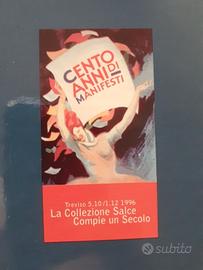 CENTO
ANNI DI
MANIFESTI
Treviso 5.10/1.12 1996
La Collezione Salce
Compie un Secolo
subito